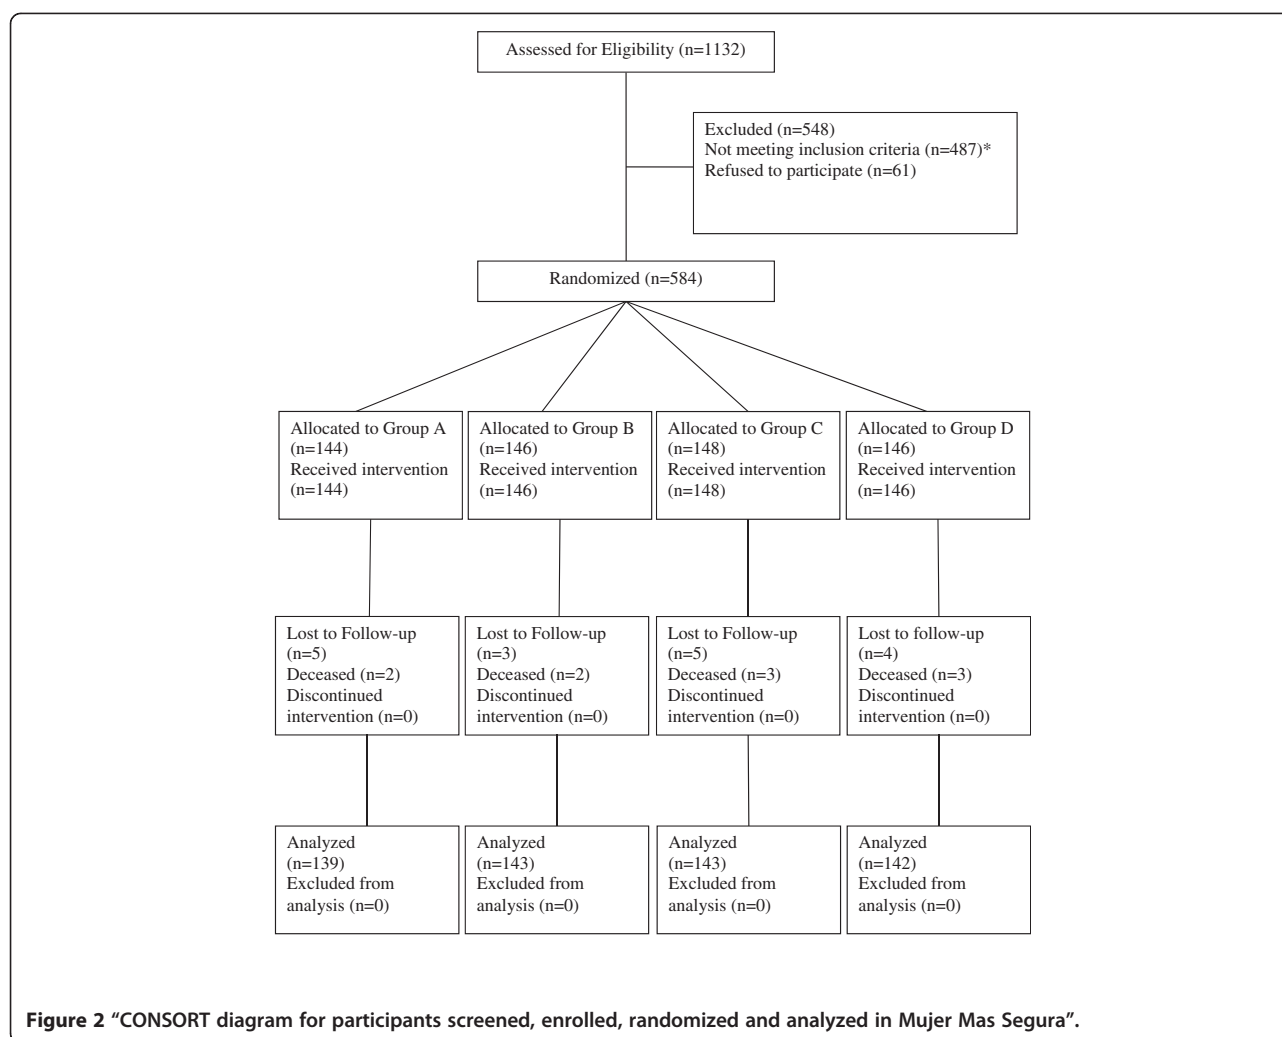 Assessed for Eligibility (n=1132)
Excluded (n=548)
Not meeting inclusion criteria (n=487)*
Refused to participate (n=61)
Randomized (n=584)
Allocated to Group A
(n=144)
Received intervention
(n=144)
Allocated to Group B
(n=146)
Received intervention
(n=146)
Allocated to Group C
(n=148)
Received intervention
(n=148)
Allocated to Group D
(n=146)
Received intervention
(n=146)
Lost to Follow-up
(n=5)
Deceased (n=2)
Discontinued
intervention (n=0)
Lost to Follow-up
(n=3)
Deceased (n=2)
Discontinued
intervention (n=0)
Lost to Follow-up
(n=5)
Deceased (n=3)
Discontinued
intervention (n=0)
Lost to follow-up
(n=4)
Deceased (n=3)
Discontinued
intervention (n=0)
Analyzed
(n=139)
Excluded from
analysis (n=0)
Analyzed
(n=143)
Excluded from
analysis (n=0)
Analyzed
(n=143)
Excluded from
analysis (n=0)
Analyzed
(n=142)
Excluded from
analysis (n=0)
Figure 2 “CONSORT diagram for participants screened, enrolled, randomized and analyzed in Mujer Mas Segura”.